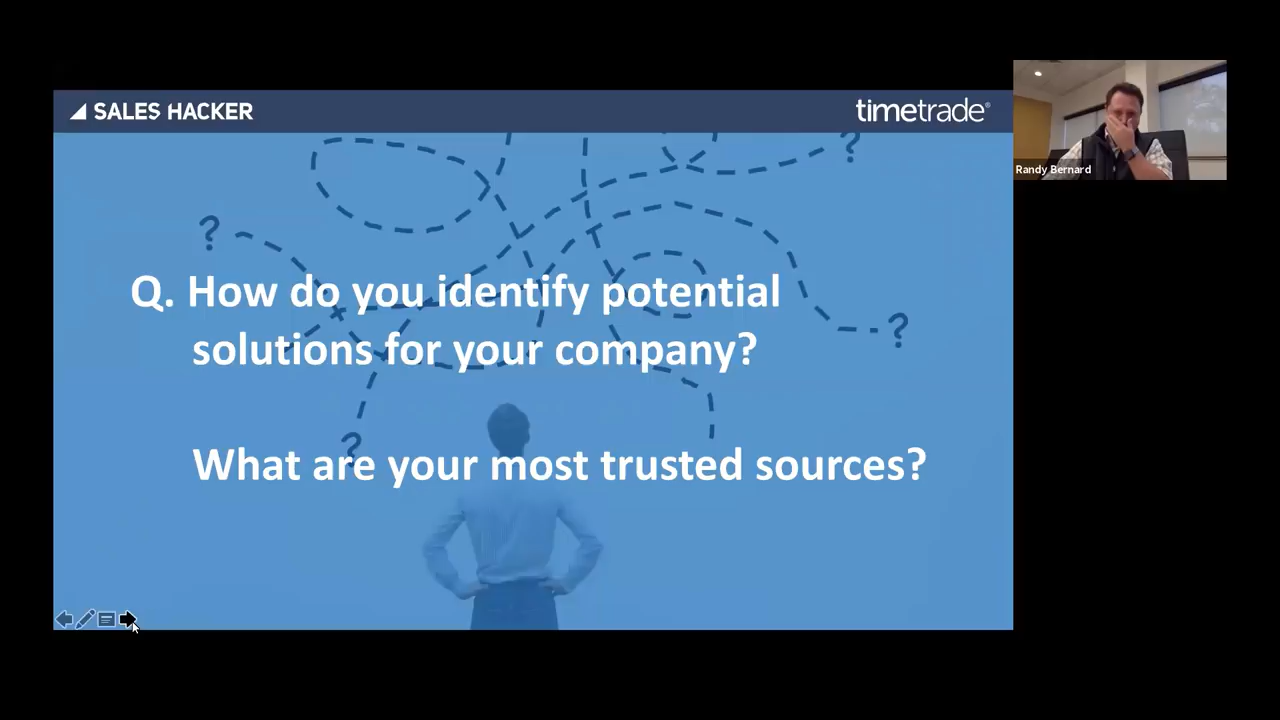 SALES HACKER
timetrade®
?
?
Q. How do you identify potential
solutions for your company?
?
?
What are your most trusted sources?
Randy Bernard